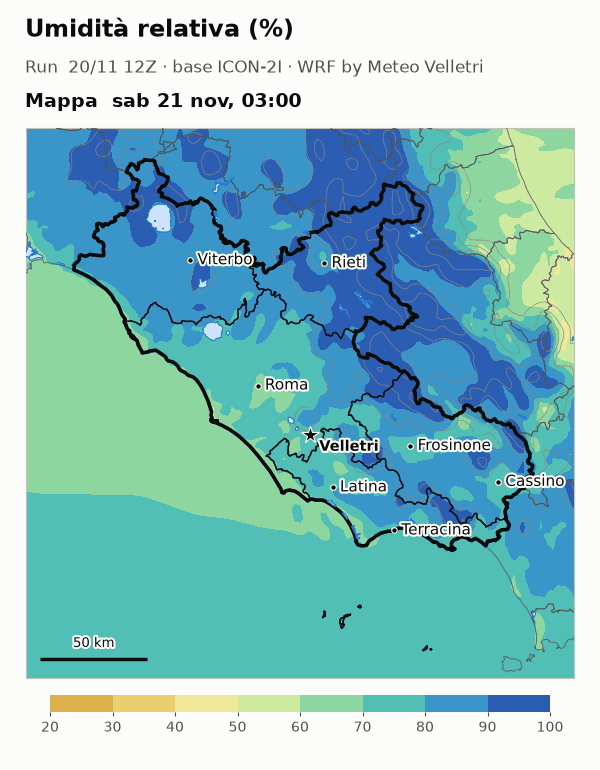 Umidità relativa (%)
Run  20/11 12Z · base ICON-2I · WRF by Meteo Velletri
Mappa  sab 21 nov, 03:00
Viterbo
Rieti
Roma
Velletri
Frosinone
Latina
Cassino
Terracina
50 km
20 30 40 50 60 70 80 90 100